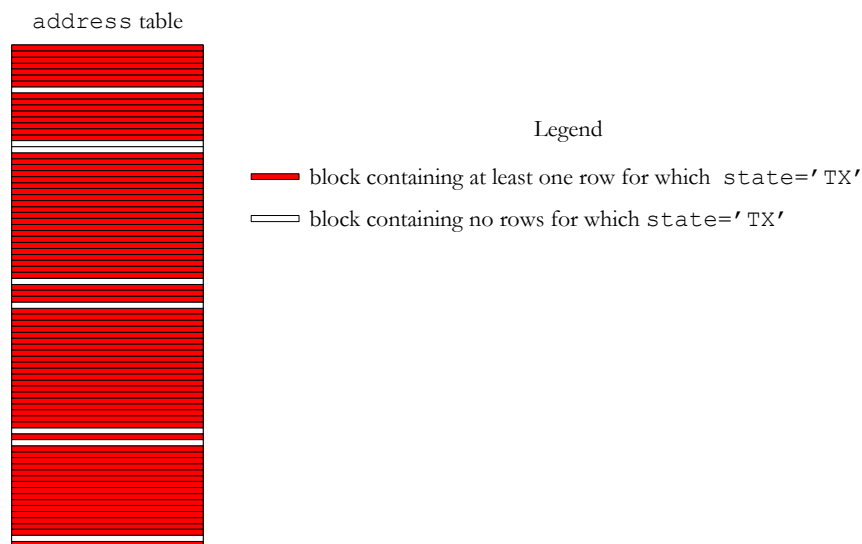 address table
Legend
block containing at least one row for which state=′TX′
block containing no rows for which state=′TX′